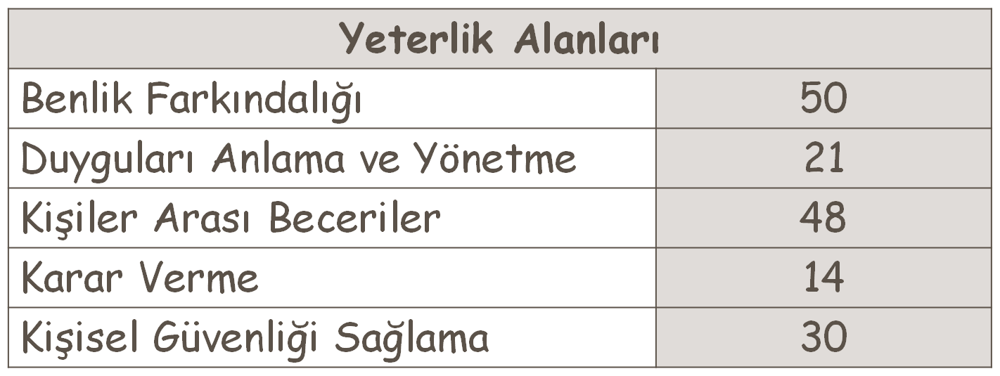 Yeterlik Alanları
Benlik Farkındalığı 50
Duyguları Anlama ve Yönetme 21
Kişiler Arası Beceriler 48
Karar Verme 14
Kişisel Güvenliği Sağlama 30